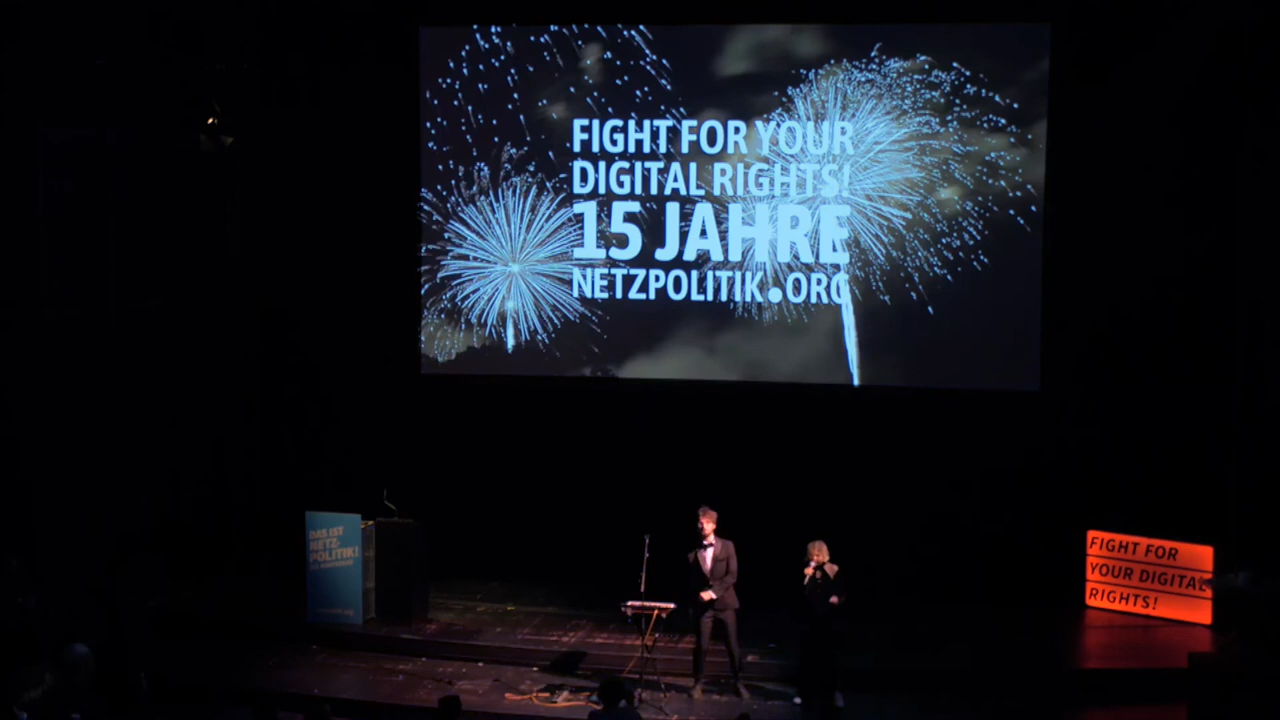 FIGHT FOR YOUR
DIGITAL RIGHTS!
15 JAHRE
NETZPOLITIK.ORG
DAS IST
NETZ-
POLITIK!
FIGHT FOR
YOUR DIGITAL
RIGHTS!